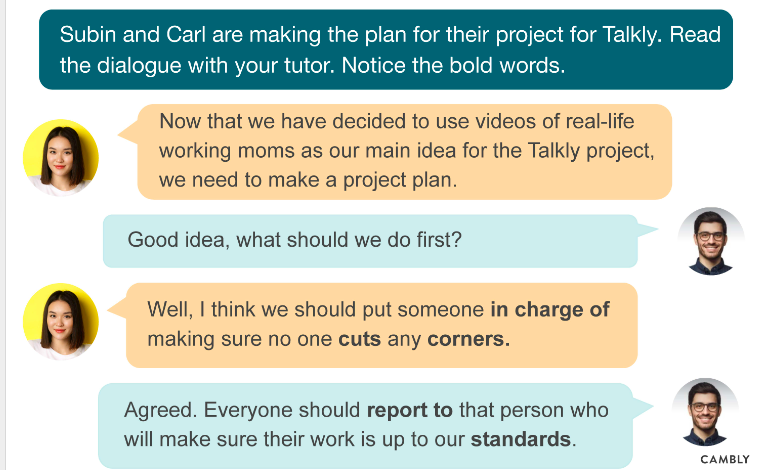 Subin and Carl are making the plan for their project for Talkly. Read
the dialogue with your tutor. Notice the bold words.
Now that we have decided to use videos of real-life
working moms as our main idea for the Talkly project,
we need to make a project plan.
Good idea, what should we do first?
Well, I think we should put someone in charge of
making sure no one cuts any corners.
Agreed. Everyone should report to that person who
will make sure their work is up to our standards.
CAMBLY